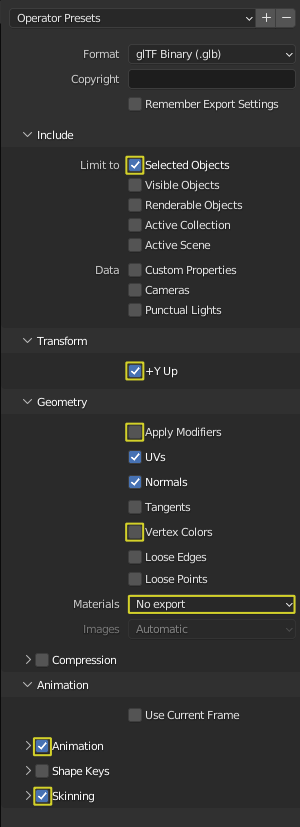 Operator Presets
Format glTF Binary (.glb)
Copyright
Remember Export Settings
Include
Limit to Selected Objects
Visible Objects
Renderable Objects
Active Collection
Active Scene
Data Custom Properties
Cameras
Punctual Lights
Transform
+Y Up
Geometry
Apply Modifiers
UVs
Normals
Tangents
Vertex Colors
Loose Edges
Loose Points
Materials No export
Images Automatic
Compression
Animation
Use Current Frame
Animation
Shape Keys
Skinning